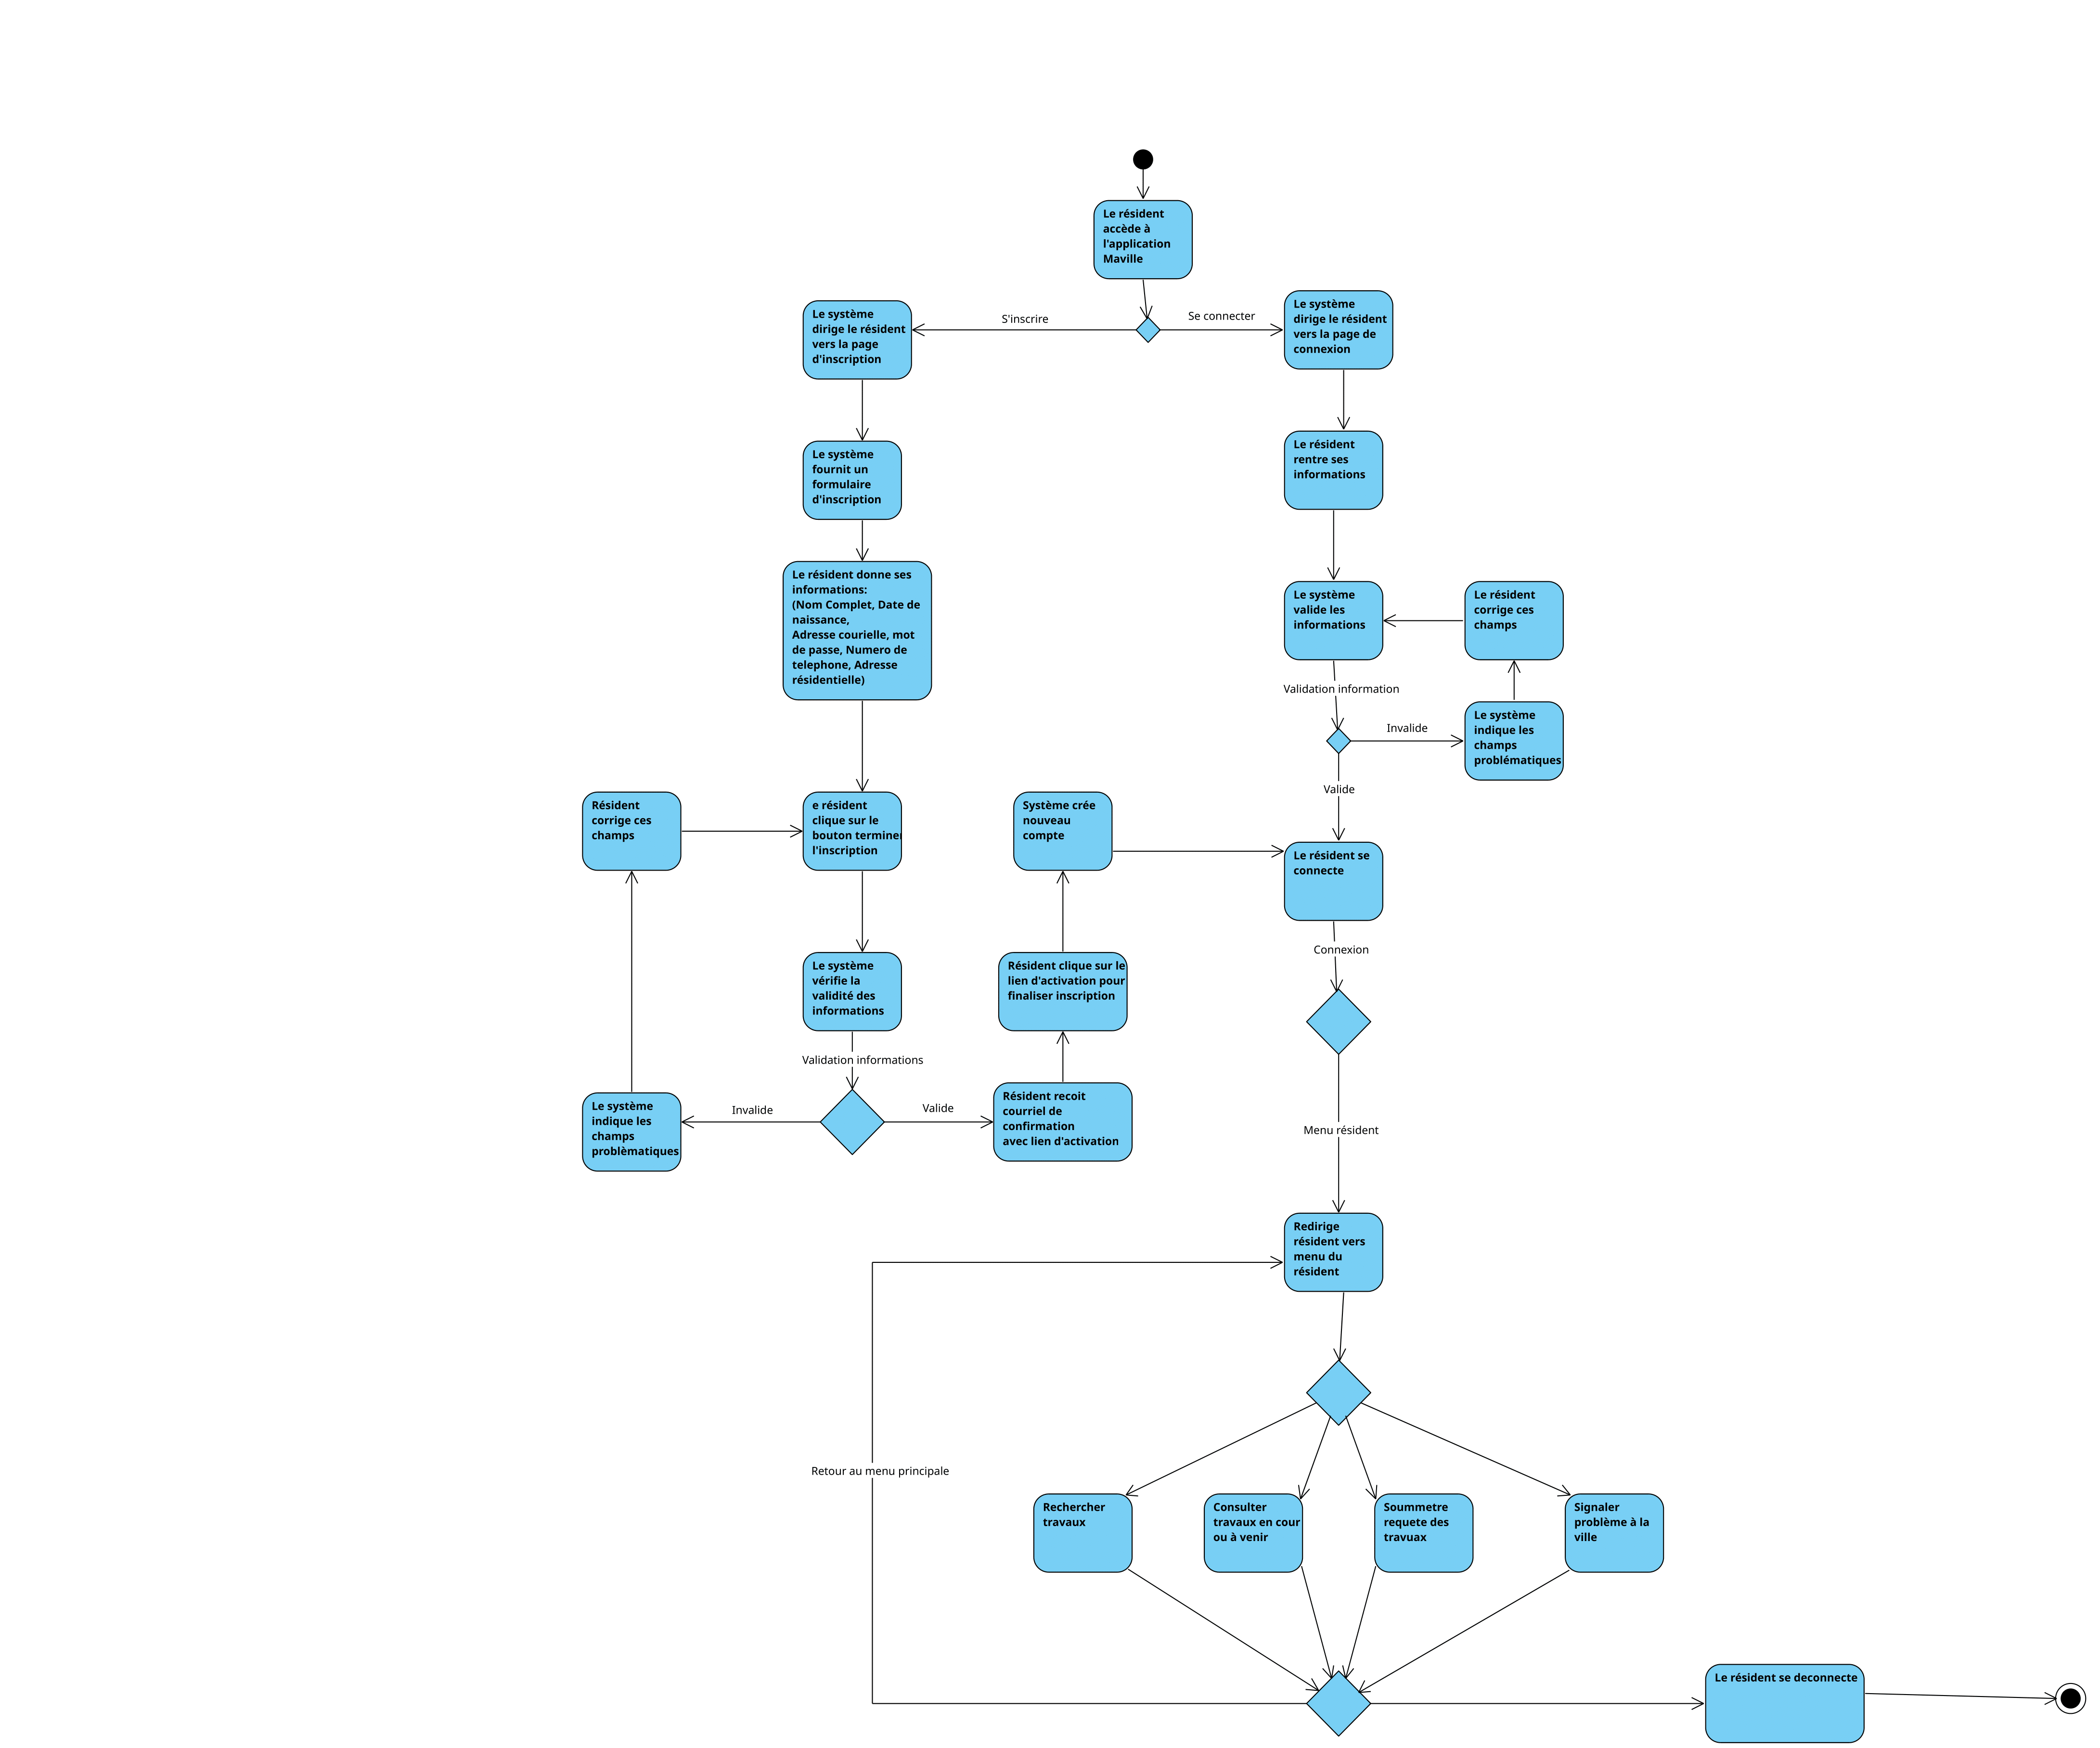 Le résident
accède à
l'application
Maville
S'inscrire
Se connecter
Le système
dirige le résident
vers la page
d'inscription
Le système
dirige le résident
vers la page de
connexion
Le système
fournit un
formulaire
d'inscription
Le résident
rentre ses
informations
Le résident donne ses
informations:
(Nom Complet, Date de
naissance,
Adresse courielle, mot
de passe, Numero de
telephone, Adresse
résidentielle)
Le système
valide les
informations
Le résident
corrige ces
champs
Validation information
Invalide
Le système
indique les
champs
problématiques
Valide
Résident
corrige ces
champs
e résident
clique sur le
bouton terminer
l'inscription
Système crée
nouveau
compte
Le résident se
connecte
Connexion
Le système
vérifie la
validité des
informations
Résident clique sur le
lien d'activation pour
finaliser inscription
Validation informations
Invalide
Valide
Le système
indique les
champs
problèmatiques
Résident recoit
courriel de
confirmation
avec lien d'activation
Menu résident
Redirige
résident vers
menu du
résident
Retour au menu principale
Rechercher
travaux
Consulter
travaux en cour
ou à venir
Soummetre
requete des
travuax
Signaler
problème à la
ville
Le résident se deconnecte